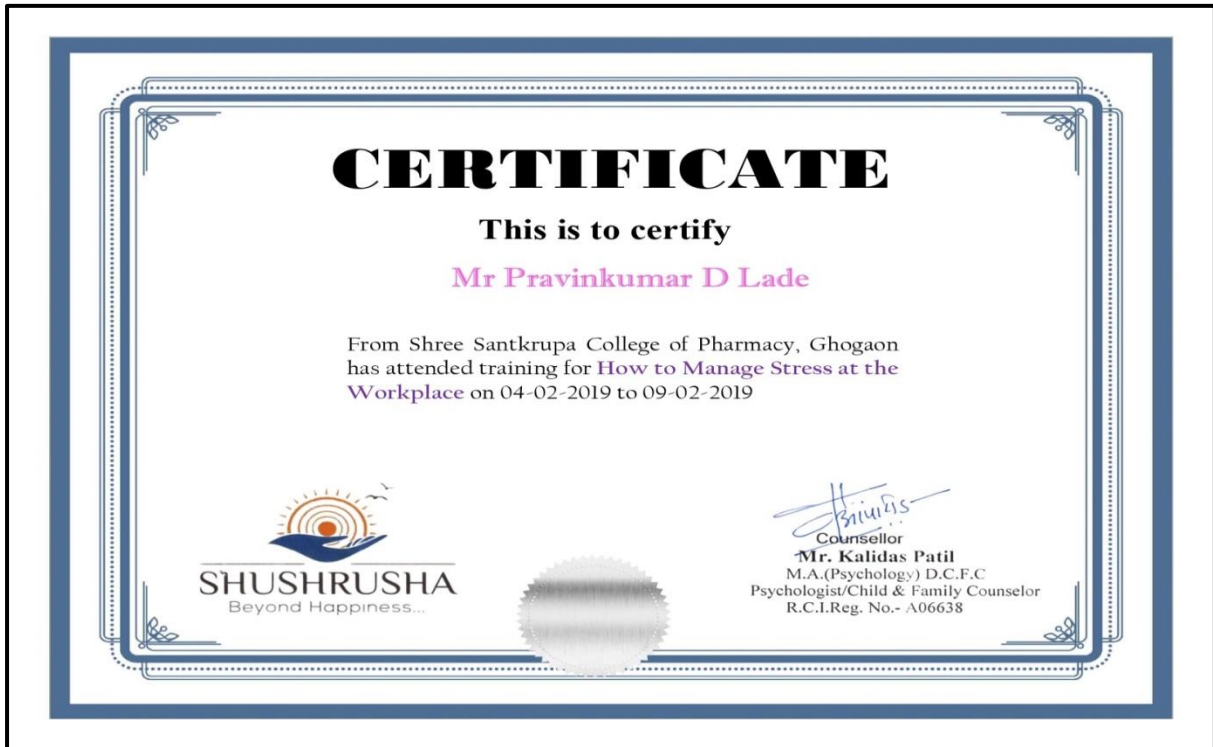 CERTIFICATE
This is to certify
Mr Pravinkumar D Lade
From Shree Santkrupa College of Pharmacy, Ghogaon
has attended training for How to Manage Stress at the
Workplace on 04-02-2019 to 09-02-2019
SHUSHRUSHA
Beyond Happiness...
Counsellor
Mr. Kalidas Patil
M.A.(Psychology) D.C.F.C
Psychologist/Child & Family Counselor
R.C.I.Reg. No.- A06638